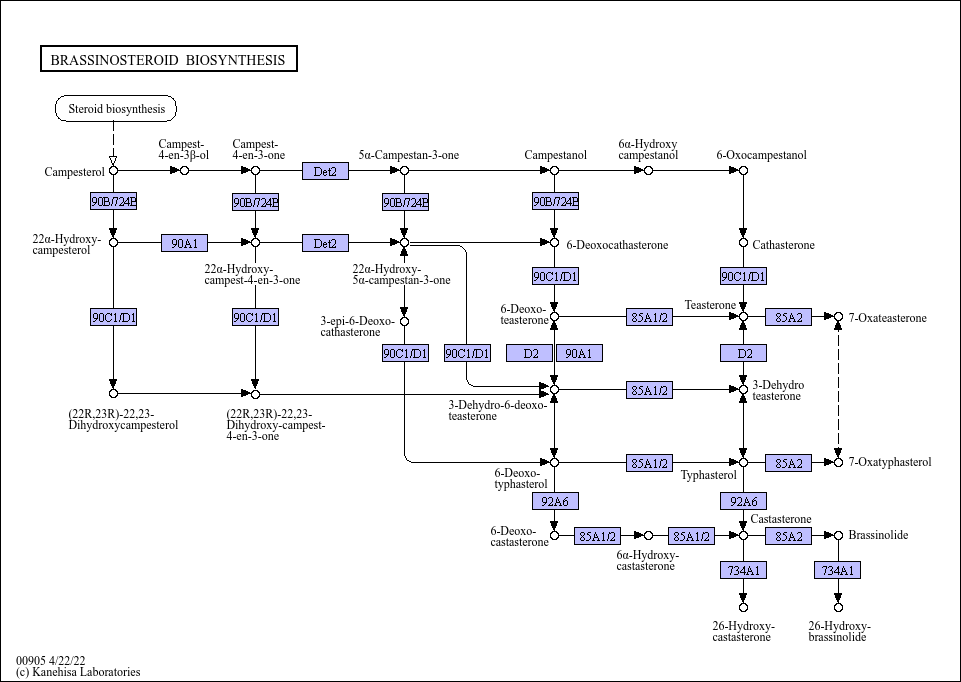 BRASSINOSTEROID BIOSYNTHESIS
Steroid biosynthesis
Campest-
4-en-3β-ol
Campest-
4-en-3-one
5α-Campestan-3-one
Campestanol
6α-Hydroxy
campestanol
6-Oxocampestanol
Campesterol
Det2
90B/724B
90B/724B
90B/724B
90B/724B
22α-Hydroxy-
campesterol
90A1
Det2
6-Deoxocathasterone
Cathasterone
22α-Hydroxy-
campest-4-en-3-one
22α-Hydroxy-
5α-campestan-3-one
90C1/D1
90C1/D1
90C1/D1
90C1/D1
3-epi-6-Deoxo-
cathasterone
6-Deoxo-
teasterone
85A1/2
Teasterone
85A2
7-Oxateasterone
90C1/D1
90C1/D1
D2
90A1
D2
85A1/2
3-Dehydro
teasterone
3-Dehydro-6-deoxo-
teasterone
(22R,23R)-22,23-
Dihydroxycampesterol
(22R,23R)-22,23-
Dihydroxy-campest-
4-en-3-one
6-Deoxo-
typhasterol
85A1/2
Typhasterol
85A2
7-Oxatyphasterol
92A6
92A6
6-Deoxo-
castasterone
85A1/2
85A1/2
Castasterone
85A2
Brassinolide
6α-Hydroxy-
castasterone
734A1
734A1
26-Hydroxy-
castasterone
26-Hydroxy-
brassinolide
00905 4/22/22
(c) Kanehisa Laboratories